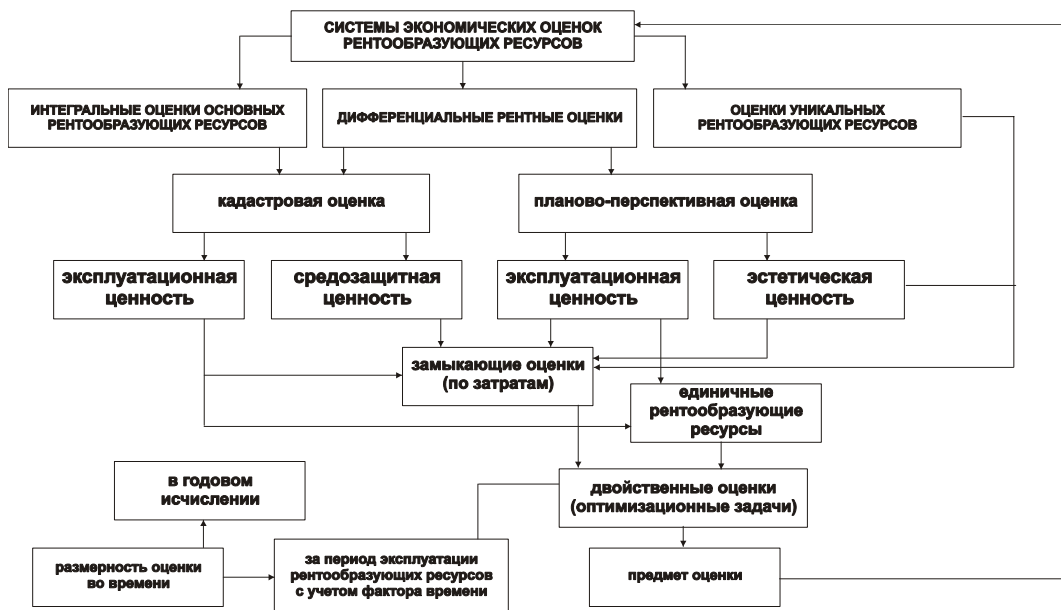 СИСТЕМЫ ЭКОНОМИЧЕСКИХ ОЦЕНОК
РЕНТООБРАЗУЮЩИХ РЕСУРСОВ
ИНТЕГРАЛЬНЫЕ ОЦЕНКИ ОСНОВНЫХ
РЕНТООБРАЗУЮЩИХ РЕСУРСОВ
ДИФФЕРЕНЦИАЛЬНЫЕ РЕНТНЫЕ ОЦЕНКИ
ОЦЕНКИ УНИКАЛЬНЫХ
РЕНТООБРАЗУЮЩИХ РЕСУРСОВ
кадастровая оценка
планово-перспективная оценка
эксплуатационная
ценность
средозащитная
ценность
эксплуатационная
ценность
эстетическая
ценность
замыкающие оценки
(по затратам)
единичные
рентообразующие
ресурсы
в годовом
исчислении
двойственные оценки
(оптимизационные задачи)
размерность оценки
во времени
за период эксплуатации
рентообразующих ресурсов
с учетом фактора времени
предмет оценки